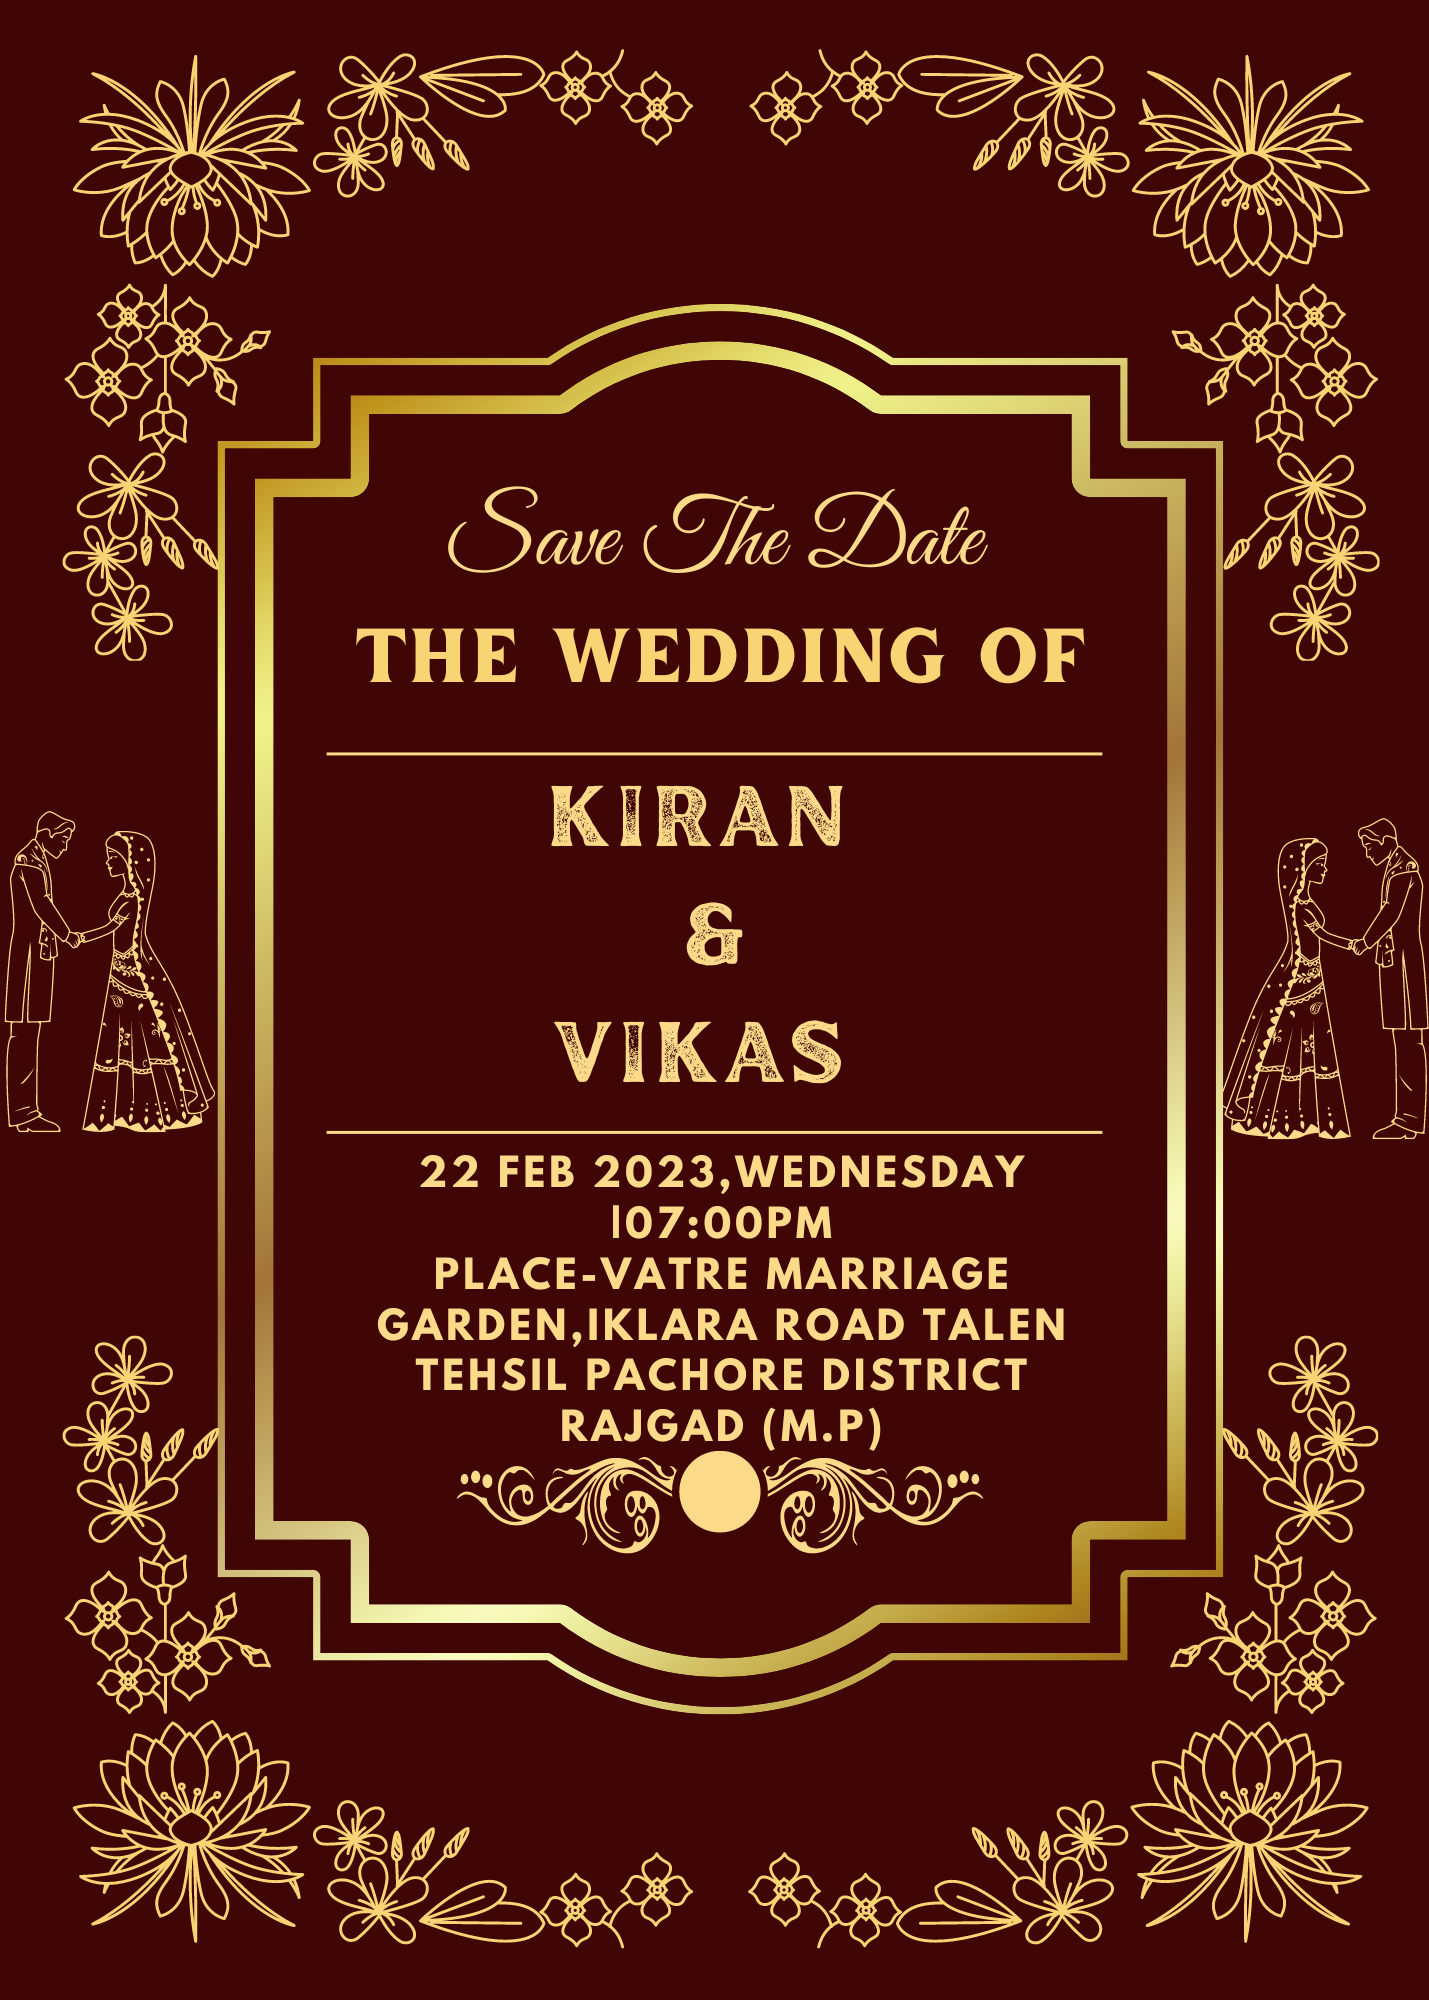 Save The Date
THE WEDDING OF
KIRAN
&
VIKAS
22 FEB 2023,WEDNESDAY
|07:00PM
PLACE-VATRE MARRIAGE
GARDEN,IKLARA ROAD TALEN
TEHSIL PACHORE DISTRICT
RAJGAD (M.P)